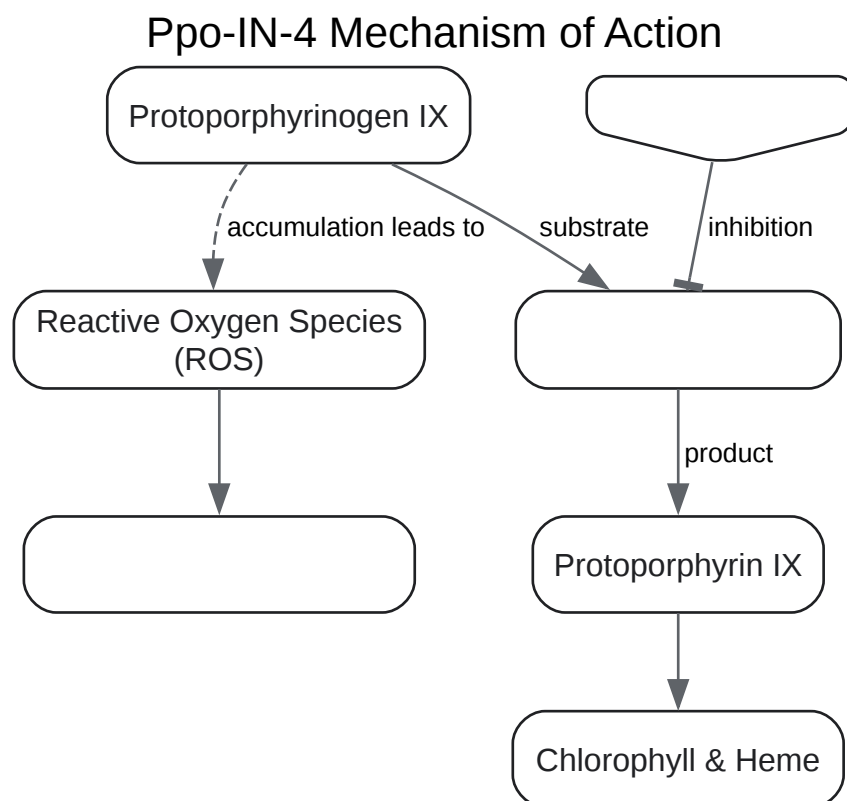 Ppo-IN-4 Mechanism of Action
Protoporphyrinogen IX
accumulation leads to
substrate
inhibition
Reactive Oxygen Species
(ROS)
product
Protoporphyrin IX
Chlorophyll & Heme